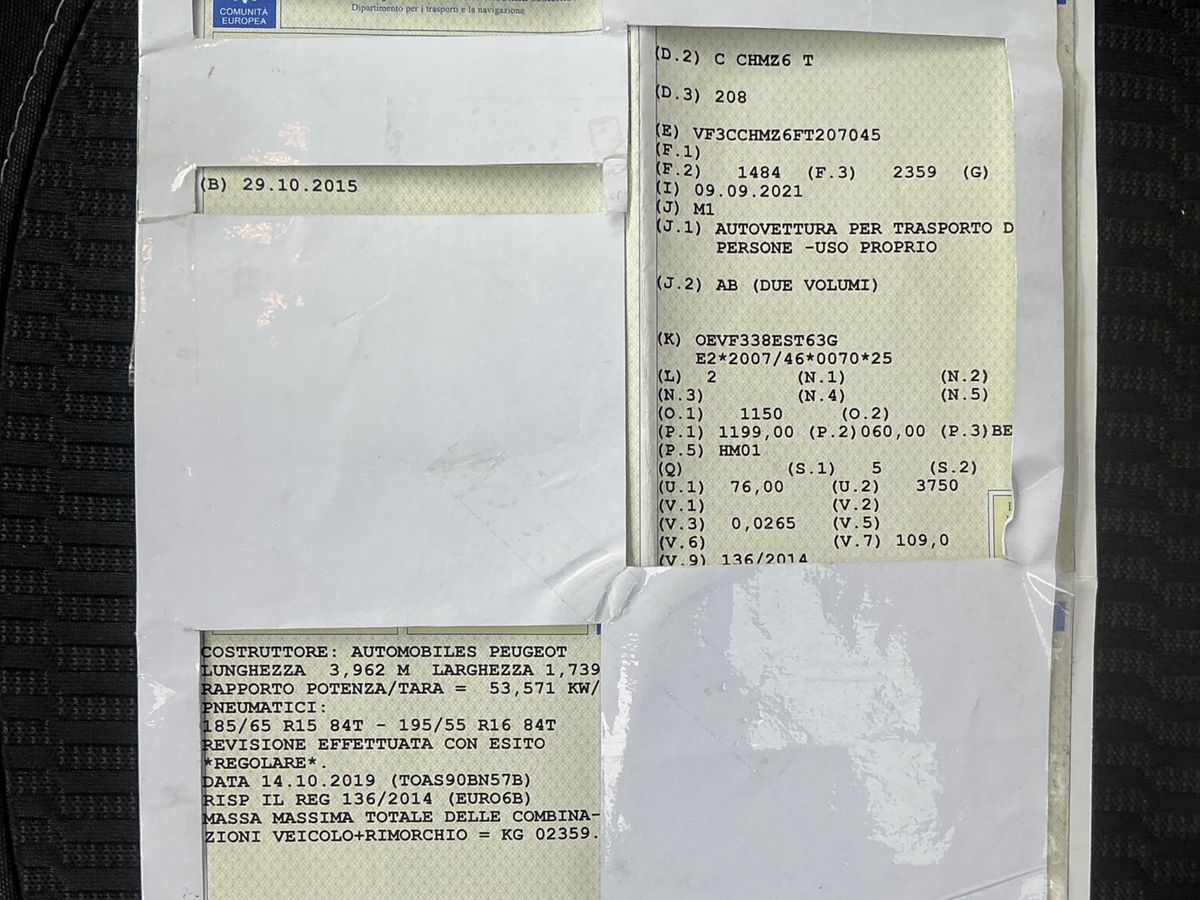 COMUNITÀ
EUROPEA
Dipartimento per i trasporti e la navigazione
(B) 29.10.2015
(D.2) C CHMZ6 T
(D.3) 208
(E) VF3CCHMZ6FT207045
(F.1)
(F.2) 1484 (F.3) 2359 (G)
(I) 09.09.2021
(J) M1
(J.1) AUTOVETTURA PER TRASPORTO D
PERSONE -USO PROPRIO
(J.2) AB (DUE VOLUMI)
(K) OEVF338EST63G
E2*2007/46*0070*25
(L) 2 (N.1) (N.2)
(N.3) (N.4) (N.5)
(O.1) 1150 (O.2)
(P.1) 1199,00 (P.2)060,00 (P.3)BE
(P.5) HM01
(Q) (S.1) 5 (S.2)
(U.1) 76,00 (U.2) 3750
(V.1) (V.2)
(V.3) 0,0265 (V.5)
(V.6) (V.7) 109,0
(V.9) 136/2014
COSTRUTTORE: AUTOMOBILES PEUGEOT
LUNGHEZZA 3,962 M LARGHEZZA 1,739
RAPPORTO POTENZA/TARA = 53,571 KW/
PNEUMATICI:
185/65 R15 84T - 195/55 R16 84T
REVISIONE EFFETTUATA CON ESITO
*REGOLARE*.
DATA 14.10.2019 (TOAS90BN57B)
RISP IL REG 136/2014 (EURO6B)
MASSA MASSIMA TOTALE DELLE COMBINA-
ZIONI VEICOLO+RIMORCHIO = KG 02359.